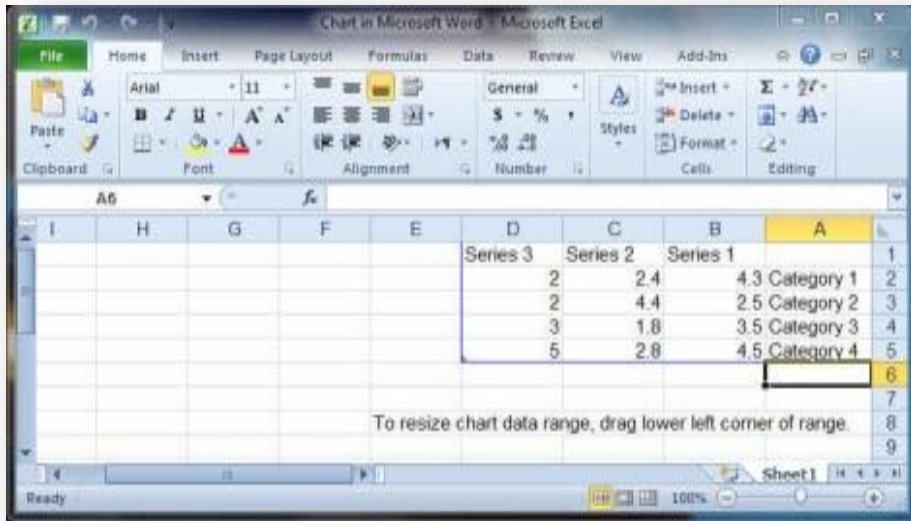 Chart in Microsoft Word - Microsoft Excel
File Home Insert Page Layout Formulas Data Review View Add-Ins
Arial 11 General Insert
Paste B I U A A $ % Styles Delete
A Format
Clipboard Font Alignment Number Cells Editing
A6 fx
I H G F E D C B A
Series 3 Series 2 Series 1 1
2 2.4 4.3 Category 1 2
2 4.4 2.5 Category 2 3
3 1.8 3.5 Category 3 4
5 2.8 4.5 Category 4 5
6
7
To resize chart data range, drag lower left corner of range. 8
9
Sheet1
Ready 100%